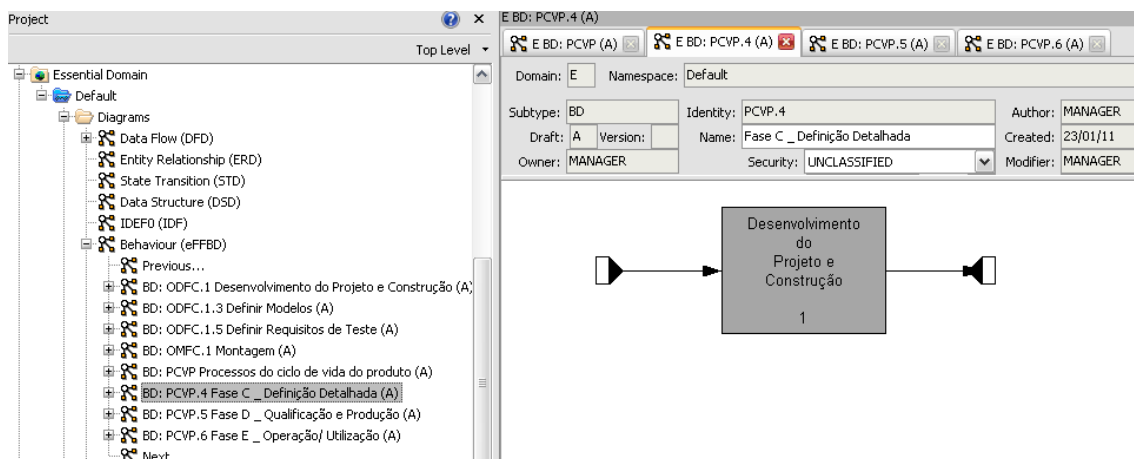 Project
Top Level
Essential Domain
Default
Diagrams
Data Flow (DFD)
Entity Relationship (ERD)
State Transition (STD)
Data Structure (DSD)
IDEF0 (IDF)
Behaviour (eFFBD)
Previous...
BD: ODFC.1 Desenvolvimento do Projeto e Construção (A)
BD: ODFC.1.3 Definir Modelos (A)
BD: ODFC.1.5 Definir Requisitos de Teste (A)
BD: OMFC.1 Montagem (A)
BD: PCVP Processos do ciclo de vida do produto (A)
BD: PCVP.4 Fase C _ Definição Detalhada (A)
BD: PCVP.5 Fase D _ Qualificação e Produção (A)
BD: PCVP.6 Fase E _ Operação/ Utilização (A)
Next
E BD: PCVP.4 (A)
E BD: PCVP (A) E BD: PCVP.4 (A) E BD: PCVP.5 (A) E BD: PCVP.6 (A)
Domain: E Namespace: Default
Subtype: BD Identity: PCVP.4 Author: MANAGER
Draft: A Version: Name: Fase C _ Definição Detalhada Created: 23/01/11
Owner: MANAGER Security: UNCLASSIFIED Modifier: MANAGER
Desenvolvimento
do
Projeto e
Construção
1